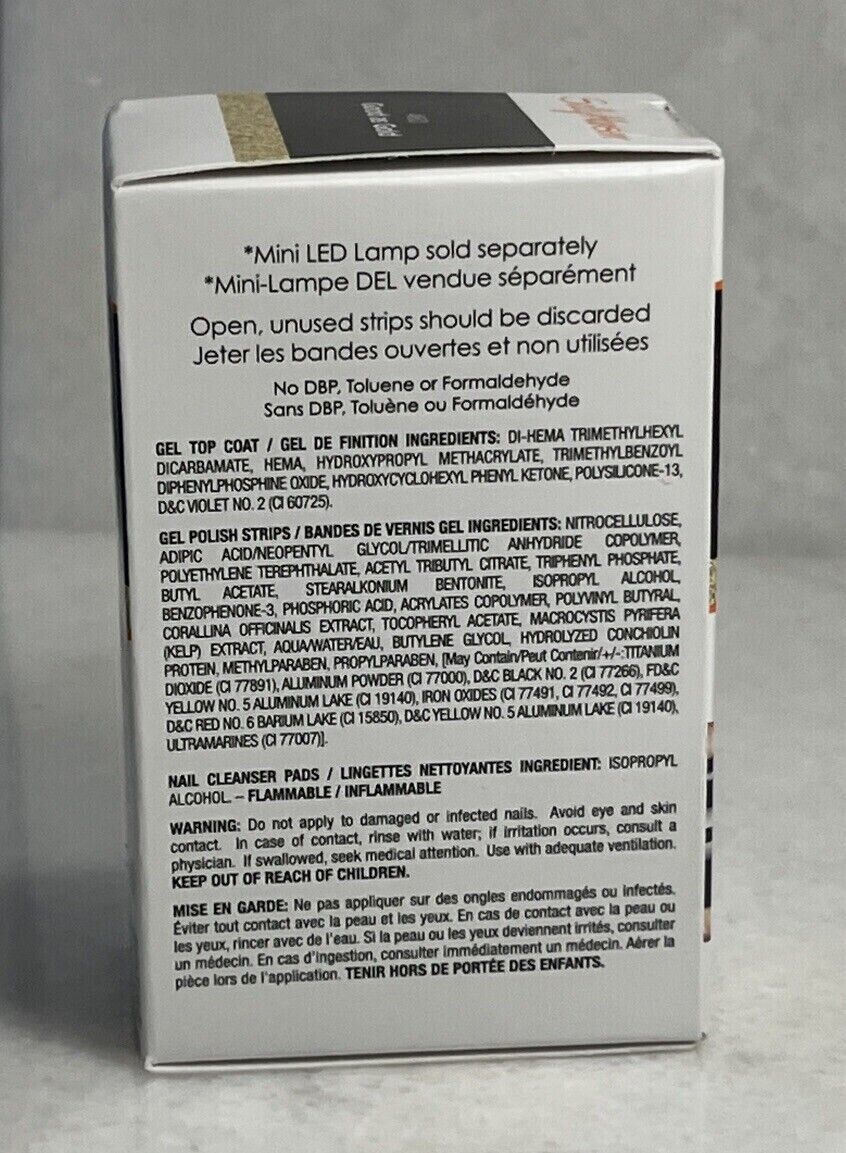 Sally Hansen
*Mini LED Lamp sold separately
*Mini-Lampe DEL vendue séparément
Open, unused strips should be discarded
Jeter les bandes ouvertes et non utilisées
No DBP, Toluene or Formaldehyde
Sans DBP, Toluène ou Formaldéhyde
GEL TOP COAT / GEL DE FINITION INGREDIENTS: DI-HEMA TRIMETHYLHEXYL
DICARBAMATE, HEMA, HYDROXYPROPYL METHACRYLATE, TRIMETHYLBENZOYL
DIPHENYLPHOSPHINE OXIDE, HYDROXYCYCLOHEXYL PHENYL KETONE, POLYSILICONE-13,
D&C VIOLET NO. 2 (CI 60725).
GEL POLISH STRIPS / BANDES DE VERNIS GEL INGREDIENTS: NITROCELLULOSE,
ADIPIC ACID/NEOPENTYL GLYCOL/TRIMELLITIC ANHYDRIDE COPOLYMER,
POLYETHYLENE TEREPHTHALATE, ACETYL TRIBUTYL CITRATE, TRIPHENYL PHOSPHATE,
BUTYL ACETATE, STEARALKONIUM BENTONITE, ISOPROPYL ALCOHOL,
BENZOPHENONE-3, PHOSPHORIC ACID, ACRYLATES COPOLYMER, POLYVINYL BUTYRAL,
CORALLINA OFFICINALIS EXTRACT, TOCOPHERYL ACETATE, MACROCYSTIS PYRIFERA
(KELP) EXTRACT, AQUA/WATER/EAU, BUTYLENE GLYCOL, HYDROLYZED CONCHIOLIN
PROTEIN, METHYLPARABEN, PROPYLPARABEN, [May Contain/Peut Contenir/+/-:TITANIUM
DIOXIDE (CI 77891), ALUMINUM POWDER (CI 77000), D&C BLACK NO. 2 (CI 77266), FD&C
YELLOW NO. 5 ALUMINUM LAKE (CI 19140), IRON OXIDES (CI 77491, CI 77492, CI 77499),
D&C RED NO. 6 BARIUM LAKE (CI 15850), D&C YELLOW NO. 5 ALUMINUM LAKE (CI 19140),
ULTRAMARINES (CI 77007)].
NAIL CLEANSER PADS / LINGETTES NETTOYANTES INGREDIENT: ISOPROPYL
ALCOHOL. – FLAMMABLE / INFLAMMABLE
WARNING: Do not apply to damaged or infected nails. Avoid eye and skin
contact. In case of contact, rinse with water; if irritation occurs, consult a
physician. If swallowed, seek medical attention. Use with adequate ventilation.
KEEP OUT OF REACH OF CHILDREN.
MISE EN GARDE: Ne pas appliquer sur des ongles endommagés ou infectés.
Éviter tout contact avec la peau et les yeux. En cas de contact avec la peau ou
les yeux, rincer avec de l'eau. Si la peau ou les yeux deviennent irrités, consulter
un médecin. En cas d'ingestion, consulter immédiatement un médecin. Aérer la
pièce lors de l'application. TENIR HORS DE PORTÉE DES ENFANTS.